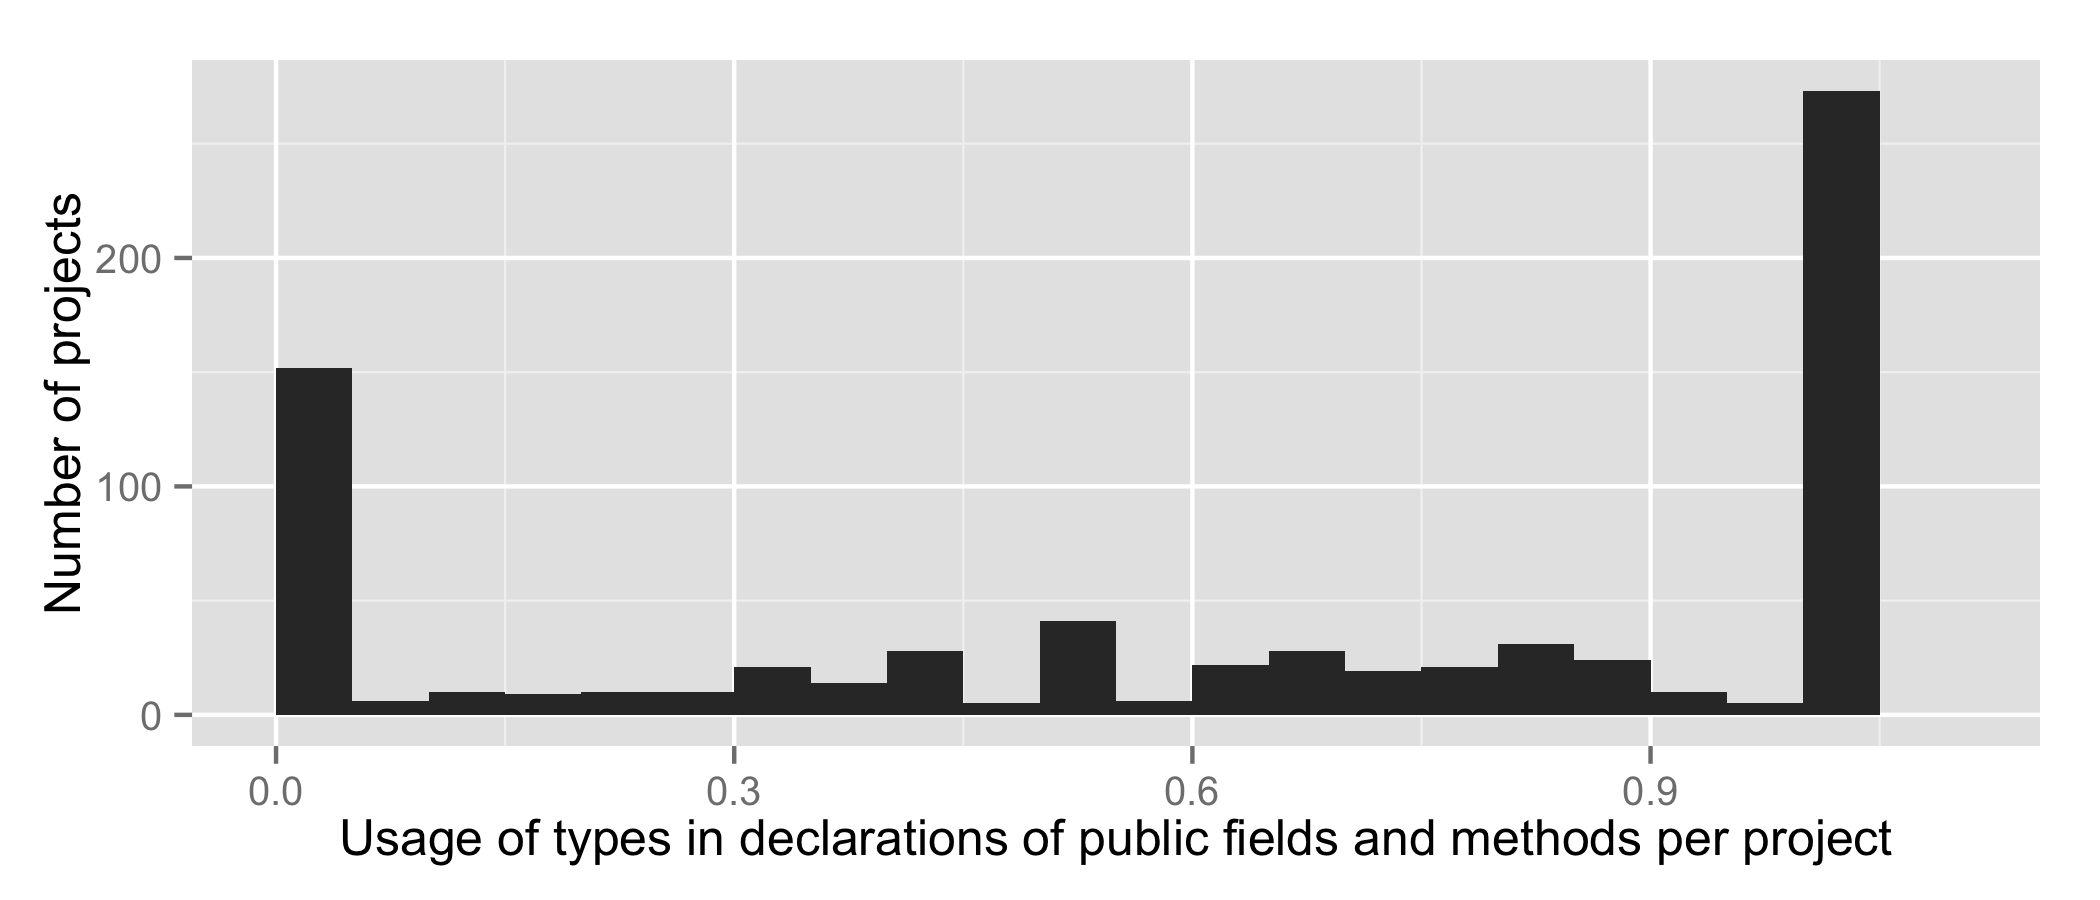 Number of projects
200
100
0
0.0 0.3 0.6 0.9
Usage of types in declarations of public fields and methods per project